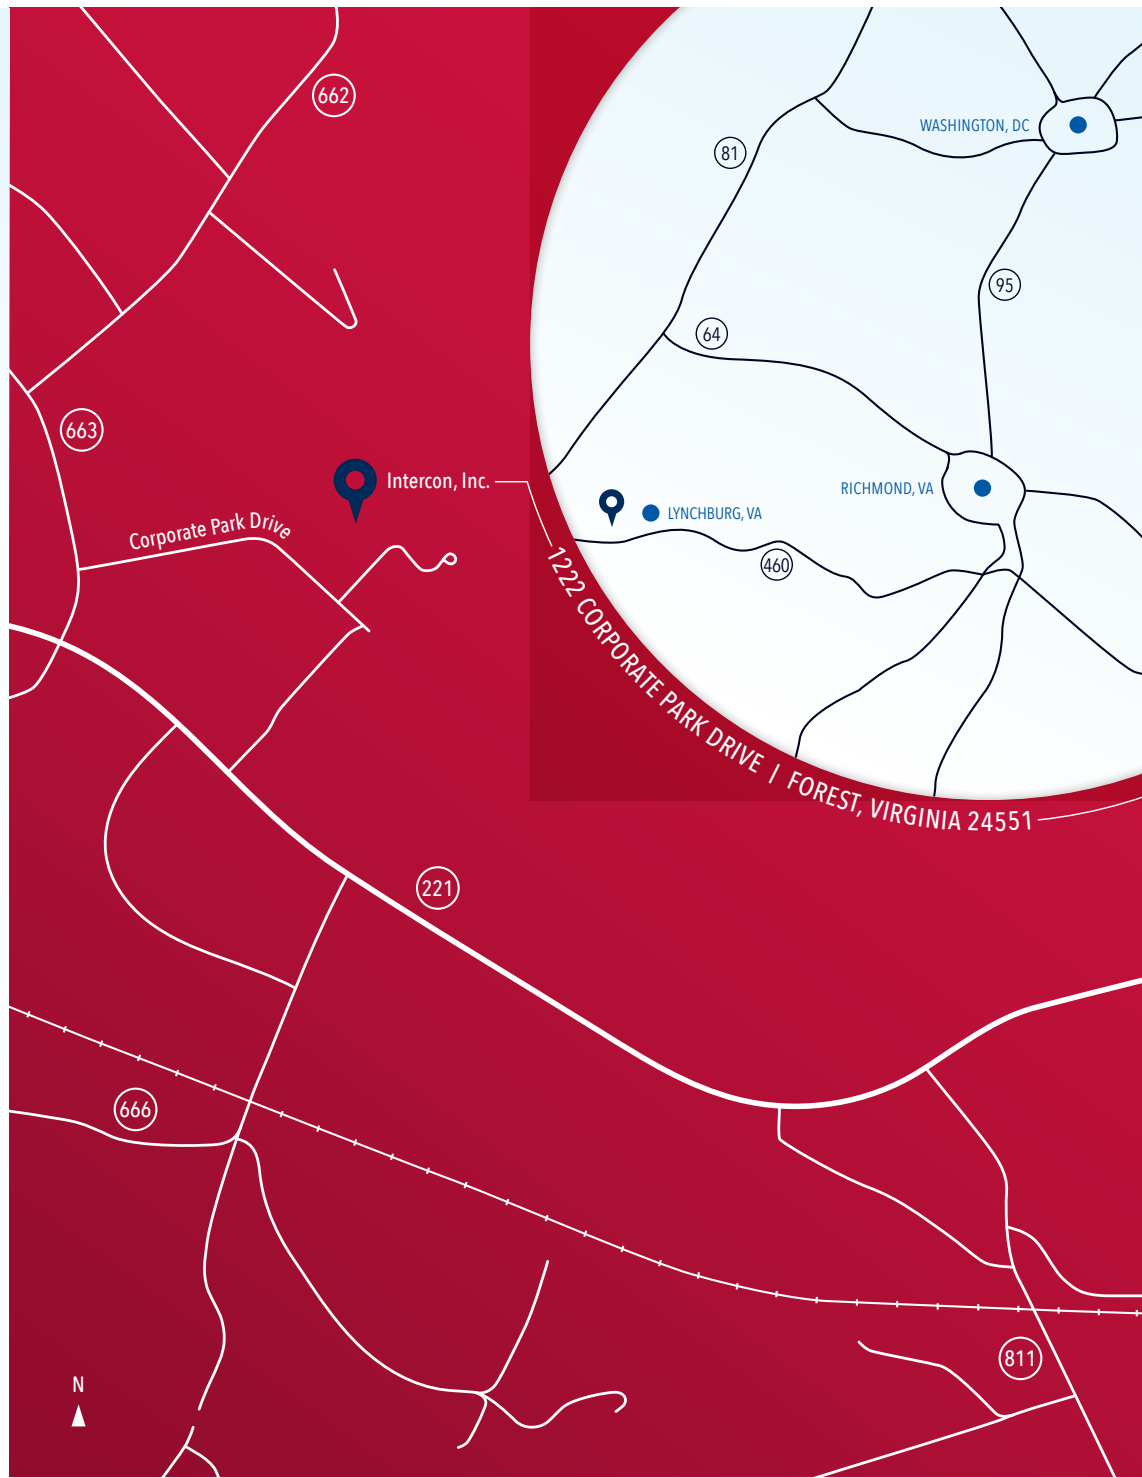 662
WASHINGTON, DC
81
95
64
663
Intercon, Inc.
RICHMOND, VA
LYNCHBURG, VA
Corporate Park Drive
460
1222 CORPORATE PARK DRIVE | FOREST, VIRGINIA 24551
221
666
811
N